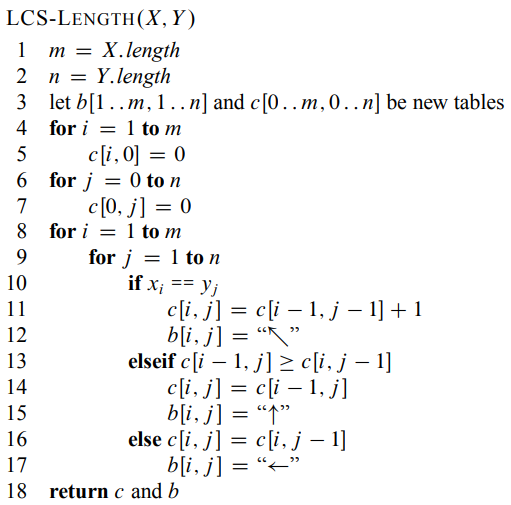 LCS-LENGTH(X, Y)
1 m = X.length
2 n = Y.length
3 let b[1..m, 1..n] and c[0..m, 0..n] be new tables
4 for i = 1 to m
5 c[i, 0] = 0
6 for j = 0 to n
7 c[0, j] = 0
8 for i = 1 to m
9 for j = 1 to n
10 if xᵢ == yⱼ
11 c[i, j] = c[i − 1, j − 1] + 1
12 b[i, j] = “↖”
13 elseif c[i − 1, j] ≥ c[i, j − 1]
14 c[i, j] = c[i − 1, j]
15 b[i, j] = “↑”
16 else c[i, j] = c[i, j − 1]
17 b[i, j] = “←”
18 return c and b